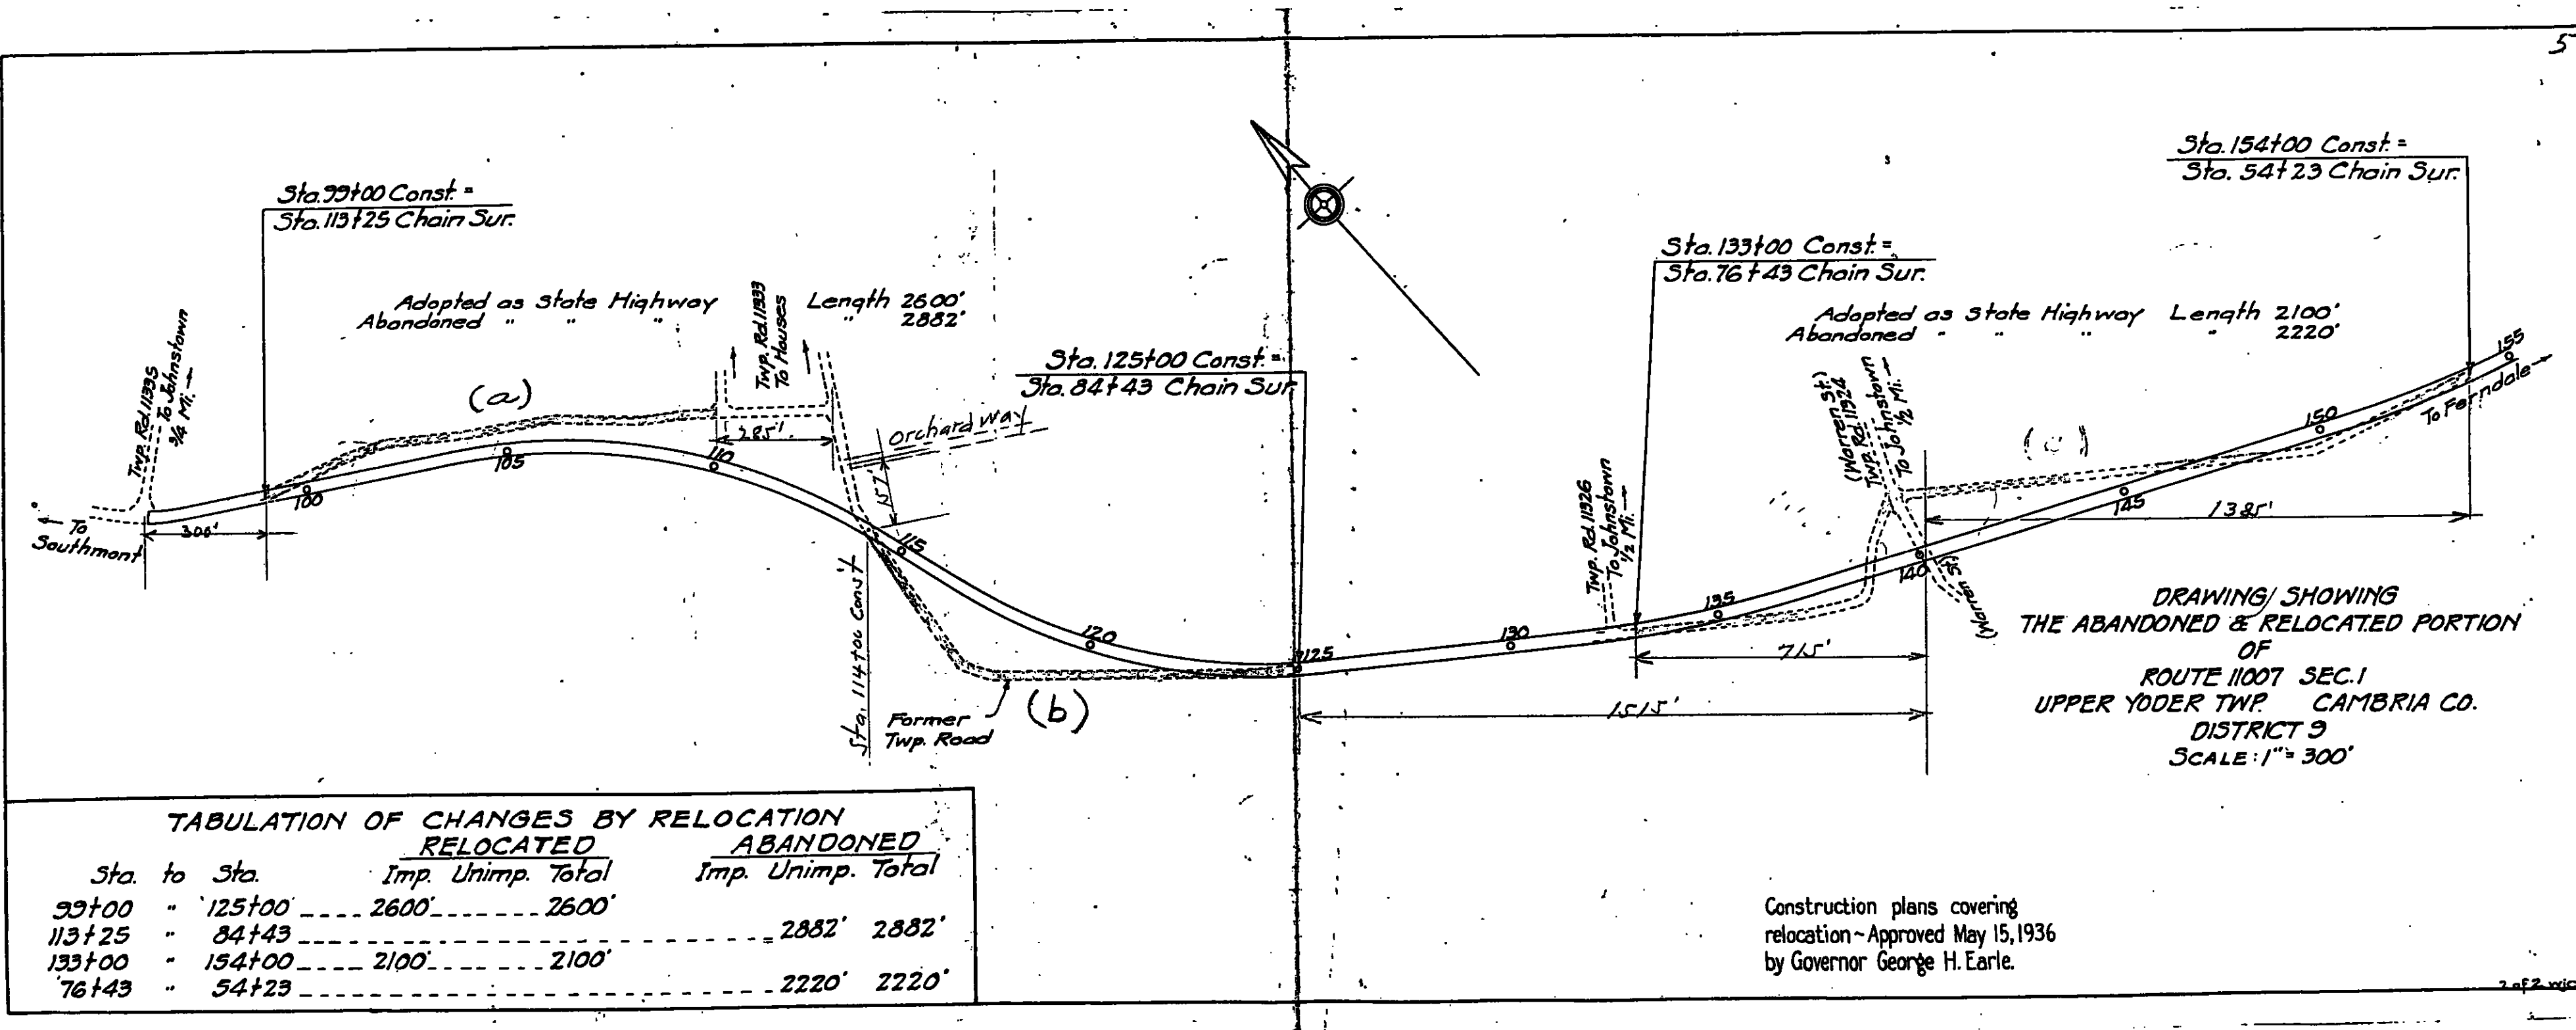 5
Sta. 99+00 Const. =
Sta. 113+25 Chain Sur.
Adopted as State Highway Length 2600'
Abandoned " " " " 2882'
Twp. Rd. 11335
To Johnstown
3/4 Mi. →
← To
Southmont
300'
(a)
100
105
110
Twp. Rd. 11333
To Houses
285'
Orchard Way
157'
115
Sta. 114+00 Const
Sta. 125+00 Const. =
Sta. 84+43 Chain Sur.
120
125
Former
Twp. Road
(b)
130
1515'
Sta. 133+00 Const. =
Sta. 76+43 Chain Sur.
Twp. Rd. 11326
To Johnstown
1/2 Mi. →
135
715'
Adopted as State Highway Length 2100'
Abandoned " " " " 2220'
(Warren St.)
Twp. Rd. 11324
To Johnstown
1/2 Mi. →
(Warren St.)
140
145
1385'
(c)
150
155
To Ferndale
Sta. 154+00 Const. =
Sta. 54+23 Chain Sur.
DRAWING SHOWING
THE ABANDONED & RELOCATED PORTION
OF
ROUTE 11007 SEC. 1
UPPER YODER TWP. CAMBRIA CO.
DISTRICT 9
SCALE: 1" = 300'
TABULATION OF CHANGES BY RELOCATION
RELOCATED ABANDONED
Sta. to Sta. Imp. Unimp. Total Imp. Unimp. Total
99+00 " 125+00 2600' 2600'
113+25 " 84+43 2882' 2882'
133+00 " 154+00 2100' 2100'
76+43 " 54+23 2220' 2220'
Construction plans covering
relocation ~ Approved May 15, 1936
by Governor George H. Earle.
2 of 2